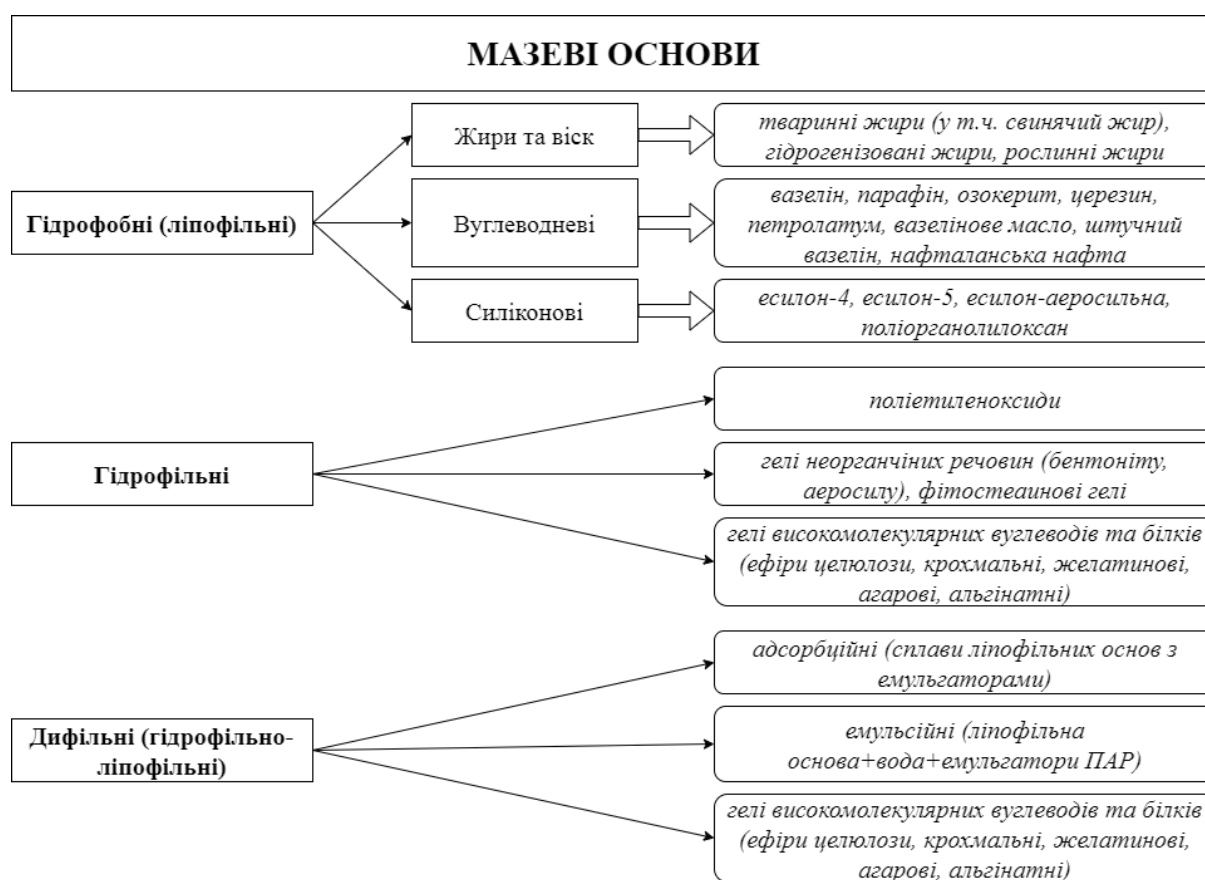 МАЗЕВІ ОСНОВИ
Гідрофобні (ліпофільні)
Жири та віск
тваринні жири (у т.ч. свинячий жир),
гідрогенізовані жири, рослинні жири
Вуглеводневі
вазелін, парафін, озокерит, церезин,
петролатум, вазелінове масло, штучний
вазелін, нафталанська нафта
Силіконові
есилон-4, есилон-5, есилон-аеросильна,
поліорганолилоксан
Гідрофільні
поліетиленоксиди
гелі неорганчіних речовин (бентоніту,
аеросилу), фітостеаинові гелі
гелі високомолекулярних вуглеводів та білків
(ефіри целюлози, крохмальні, желатинові,
агарові, альгінатні)
Дифільні (гідрофільно-
ліпофільні)
адсорбційні (сплави ліпофільних основ з
емульгаторами)
емульсійні (ліпофільна
основа+вода+емульгатори ПАР)
гелі високомолекулярних вуглеводів та білків
(ефіри целюлози, крохмальні, желатинові,
агарові, альгінатні)